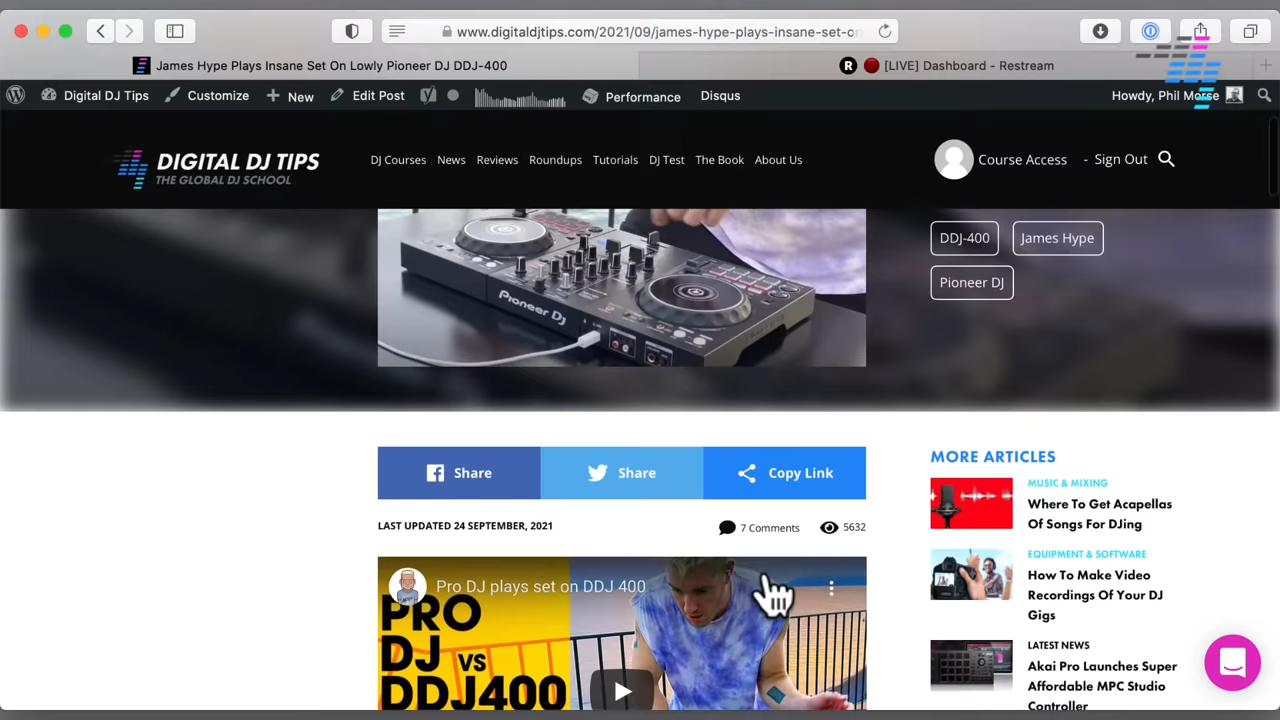 www.digitaldjtips.com/2021/09/james-hype-plays-insane-set-on
James Hype Plays Insane Set On Lowly Pioneer DJ DDJ-400
R [LIVE] Dashboard - Restream
Digital DJ Tips Customize New Edit Post Performance Disqus Howdy, Phil Morse
DIGITAL DJ TIPS
THE GLOBAL DJ SCHOOL
DJ Courses News Reviews Roundups Tutorials DJ Test The Book About Us
Course Access - Sign Out
Pioneer DJ
DDJ-400 James Hype
Pioneer DJ
Share Share Copy Link
LAST UPDATED 24 SEPTEMBER, 2021 7 Comments 5632
Pro DJ plays set on DDJ 400
PRO
DJ VS
DDJ400
MORE ARTICLES
MUSIC & MIXING
Where To Get Acapellas
Of Songs For DJing
EQUIPMENT & SOFTWARE
How To Make Video
Recordings Of Your DJ
Gigs
LATEST NEWS
Akai Pro Launches Super
Affordable MPC Studio
Controller